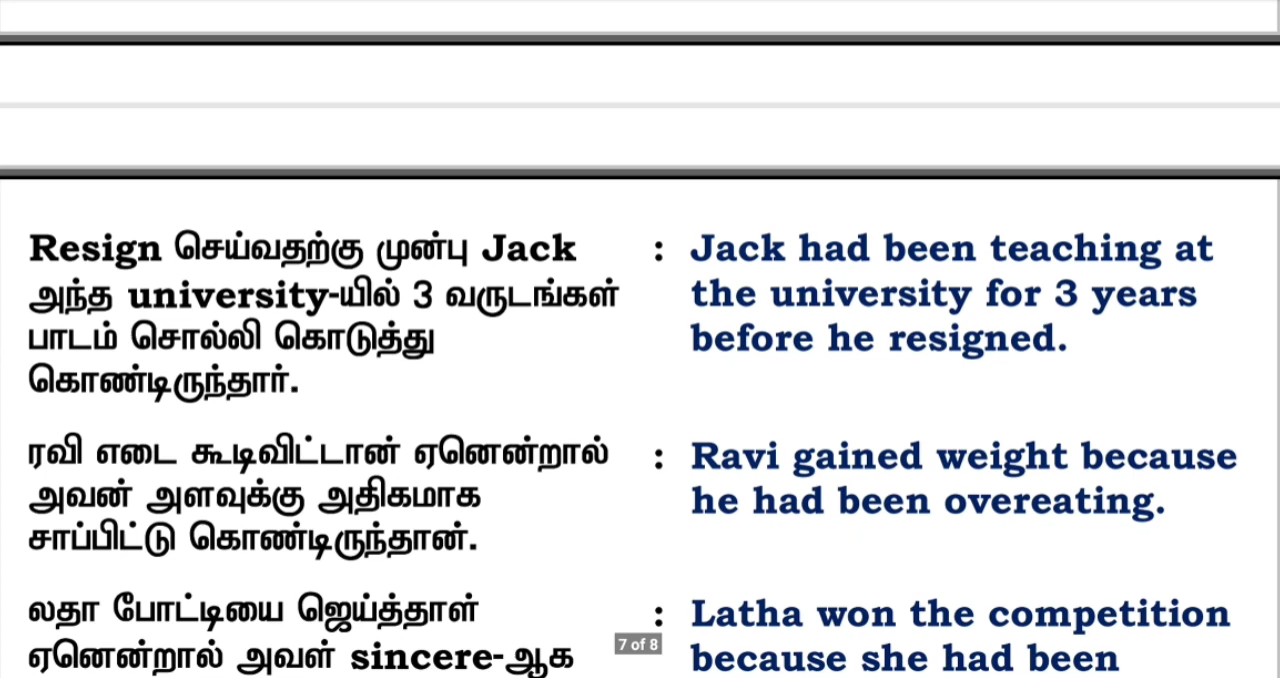 Resign செய்வதற்கு முன்பு Jack : Jack had been teaching at
அந்த university-யில் 3 வருடங்கள் the university for 3 years
பாடம் சொல்லி கொடுத்து before he resigned.
கொண்டிருந்தார்.
ரவி எடை கூடிவிட்டான் ஏனென்றால் : Ravi gained weight because
அவன் அளவுக்கு அதிகமாக he had been overeating.
சாப்பிட்டு கொண்டிருந்தான்.
லதா போட்டியை ஜெய்த்தாள் : Latha won the competition
ஏனென்றால் அவள் sincere-ஆக because she had been
7 of 8